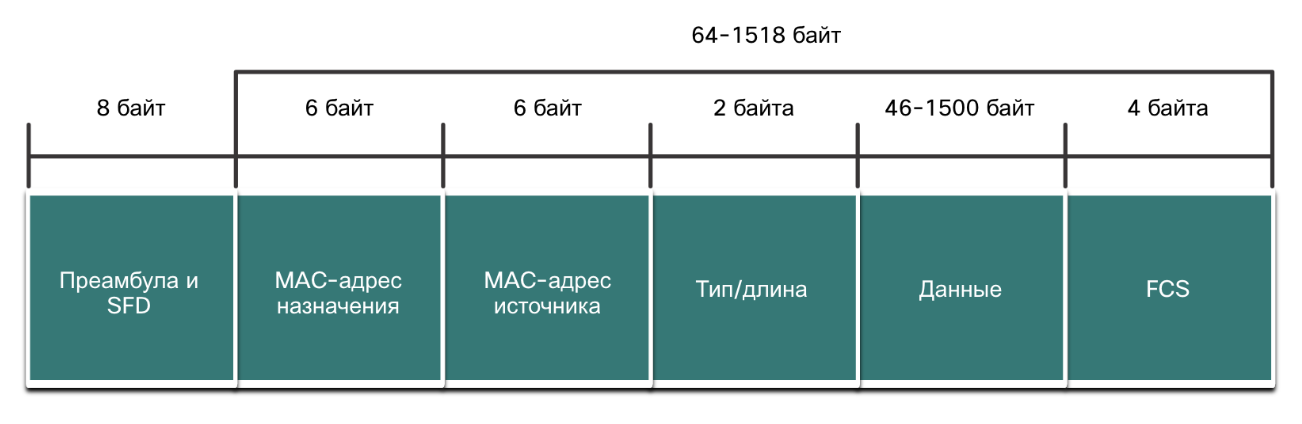 64-1518 байт
8 байт
6 байт
6 байт
2 байта
46-1500 байт
4 байта
Преамбула и
SFD
MAC-адрес
назначения
MAC-адрес
источника
Тип/длина
Данные
FCS